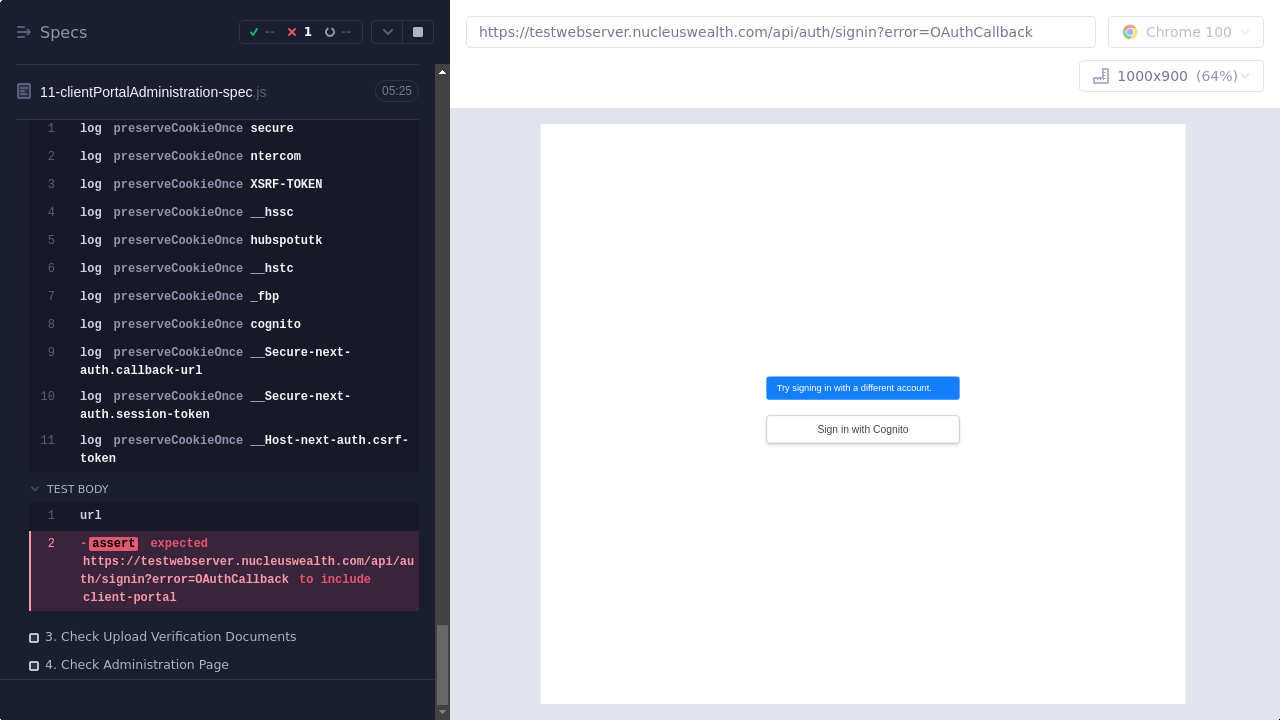 Specs
-- 1 --
11-clientPortalAdministration-spec.js
05:25
1 log preserveCookieOnce secure
2 log preserveCookieOnce ntercom
3 log preserveCookieOnce XSRF-TOKEN
4 log preserveCookieOnce __hssc
5 log preserveCookieOnce hubspotutk
6 log preserveCookieOnce __hstc
7 log preserveCookieOnce _fbp
8 log preserveCookieOnce cognito
9 log preserveCookieOnce __Secure-next-
auth.callback-url
10 log preserveCookieOnce __Secure-next-
auth.session-token
11 log preserveCookieOnce __Host-next-auth.csrf-
token
TEST BODY
1 url
2 -assert expected
https://testwebserver.nucleuswealth.com/api/au
th/signin?error=OAuthCallback to include
client-portal
3. Check Upload Verification Documents
4. Check Administration Page
https://testwebserver.nucleuswealth.com/api/auth/signin?error=OAuthCallback
Chrome 100
1000x900 (64%)
Try signing in with a different account.
Sign in with Cognito